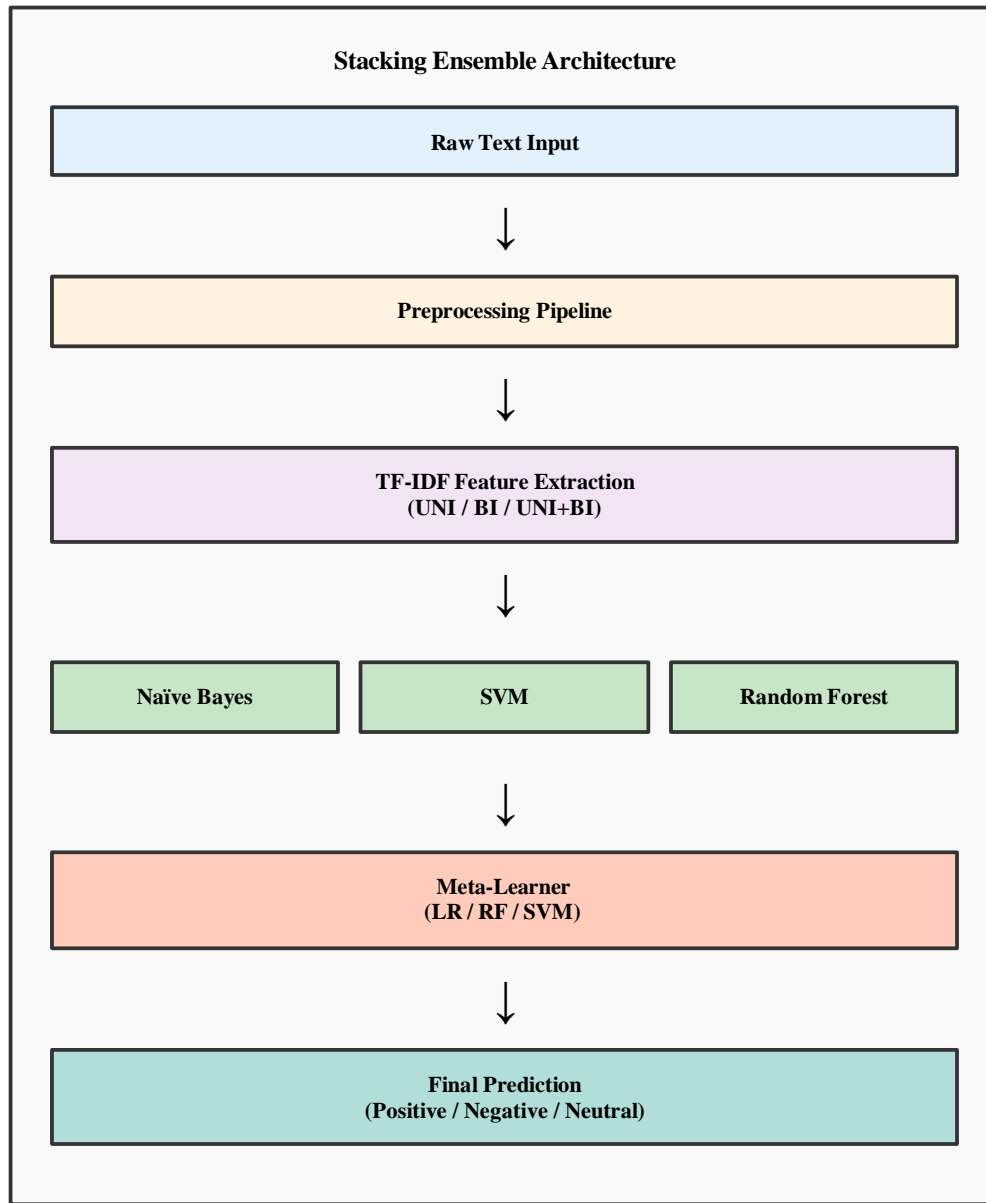 Stacking Ensemble Architecture
Raw Text Input
↓
Preprocessing Pipeline
↓
TF-IDF Feature Extraction
(UNI / BI / UNI+BI)
↓
Naïve Bayes
SVM
Random Forest
↓
Meta-Learner
(LR / RF / SVM)
↓
Final Prediction
(Positive / Negative / Neutral)